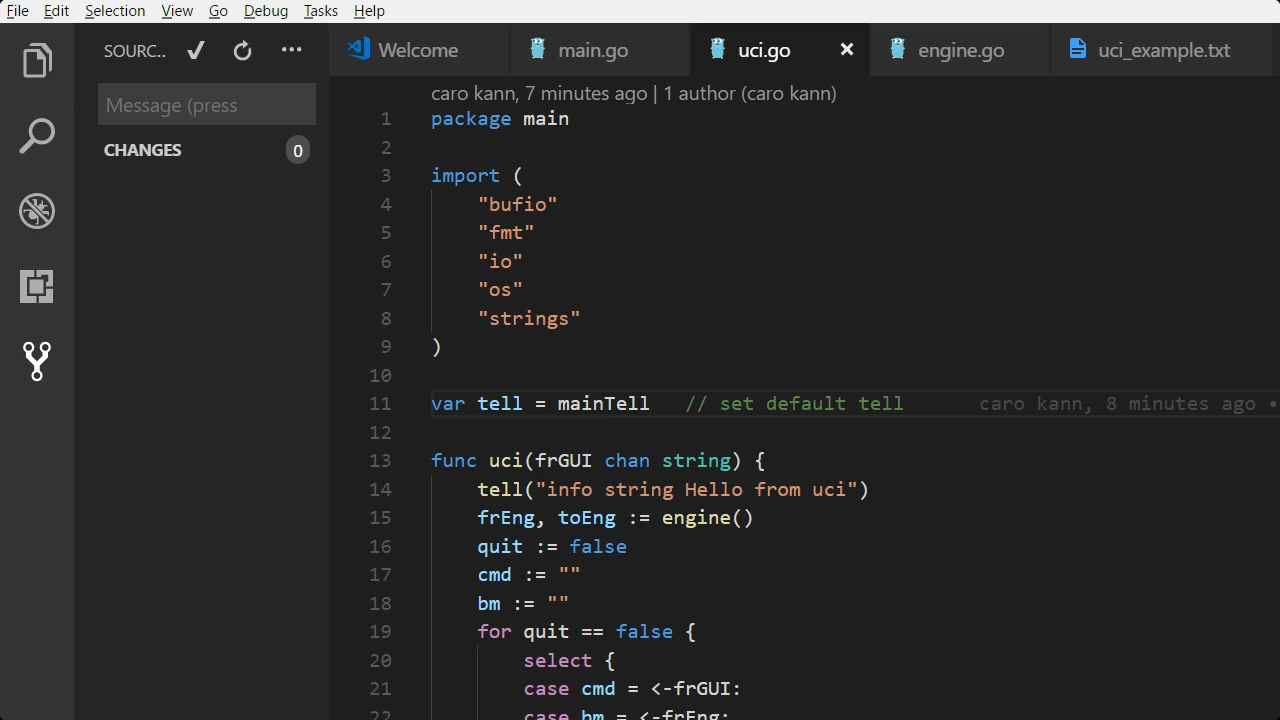 File Edit Selection View Go Debug Tasks Help
SOURC..
Welcome main.go uci.go engine.go uci_example.txt
Message (press
CHANGES 0
caro kann, 7 minutes ago | 1 author (caro kann)
1 package main
2
3 import (
4 "bufio"
5 "fmt"
6 "io"
7 "os"
8 "strings"
9 )
10
11 var tell = mainTell // set default tell caro kann, 8 minutes ago •
12
13 func uci(frGUI chan string) {
14 tell("info string Hello from uci")
15 frEng, toEng := engine()
16 quit := false
17 cmd := ""
18 bm := ""
19 for quit == false {
20 select {
21 case cmd = <-frGUI:
22 case bm = <-frEng: